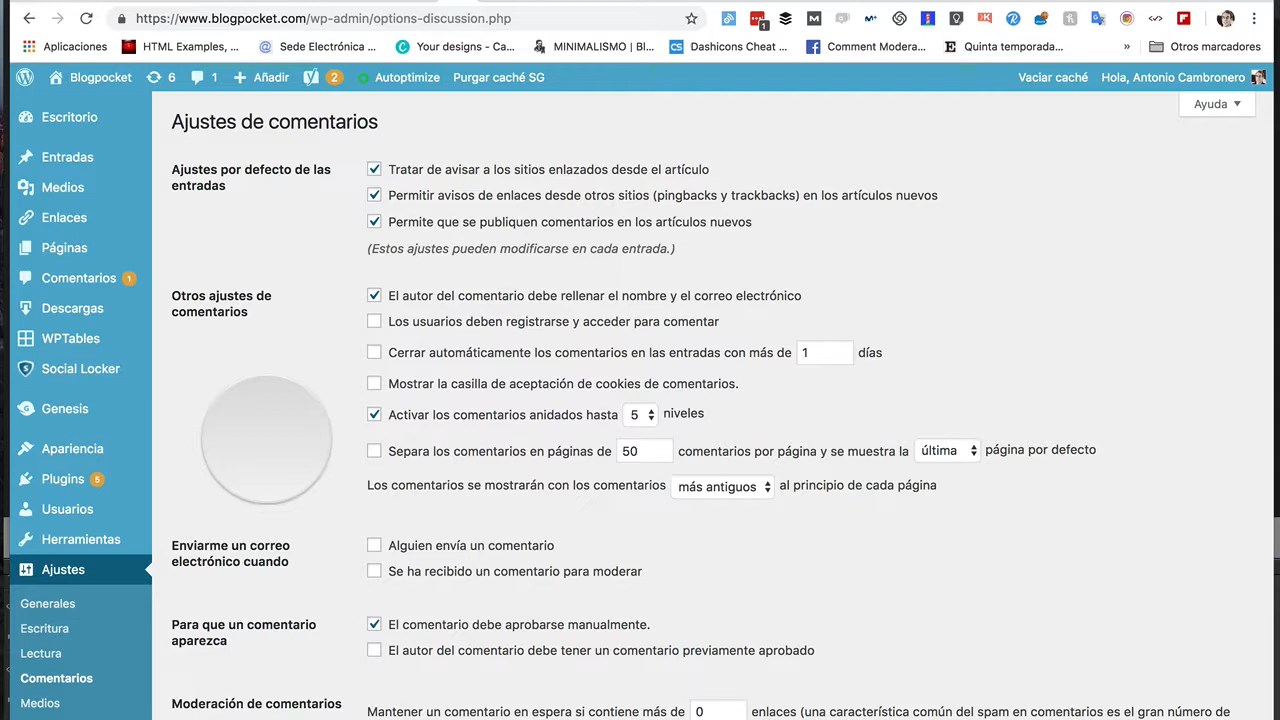 https://www.blogpocket.com/wp-admin/options-discussion.php
1
Aplicaciones
HTML Examples, ...
Sede Electrónica ...
Your designs - Ca...
MINIMALISMO | Bl...
CS Dashicons Cheat ...
Comment Modera...
E Quinta temporada...
»
Otros marcadores
Blogpocket
6
1
Añadir
2
Autoptimize
Purgar caché SG
Vaciar caché
Hola, Antonio Cambronero
Ayuda
Escritorio
Entradas
Medios
Enlaces
Páginas
Comentarios 1
Descargas
WPTables
Social Locker
Genesis
Apariencia
Plugins 5
Usuarios
Herramientas
Ajustes
Generales
Escritura
Lectura
Comentarios
Medios
Ajustes de comentarios
Ajustes por defecto de las
entradas
Tratar de avisar a los sitios enlazados desde el artículo
Permitir avisos de enlaces desde otros sitios (pingbacks y trackbacks) en los artículos nuevos
Permite que se publiquen comentarios en los artículos nuevos
(Estos ajustes pueden modificarse en cada entrada.)
Otros ajustes de
comentarios
El autor del comentario debe rellenar el nombre y el correo electrónico
Los usuarios deben registrarse y acceder para comentar
Cerrar automáticamente los comentarios en las entradas con más de 1 días
Mostrar la casilla de aceptación de cookies de comentarios.
Activar los comentarios anidados hasta 5 niveles
Separa los comentarios en páginas de 50 comentarios por página y se muestra la última página por defecto
Los comentarios se mostrarán con los comentarios más antiguos al principio de cada página
Enviarme un correo
electrónico cuando
Alguien envía un comentario
Se ha recibido un comentario para moderar
Para que un comentario
aparezca
El comentario debe aprobarse manualmente.
El autor del comentario debe tener un comentario previamente aprobado
Moderación de comentarios
Mantener un comentario en espera si contiene más de 0 enlaces (una característica común del spam en comentarios es el gran número de